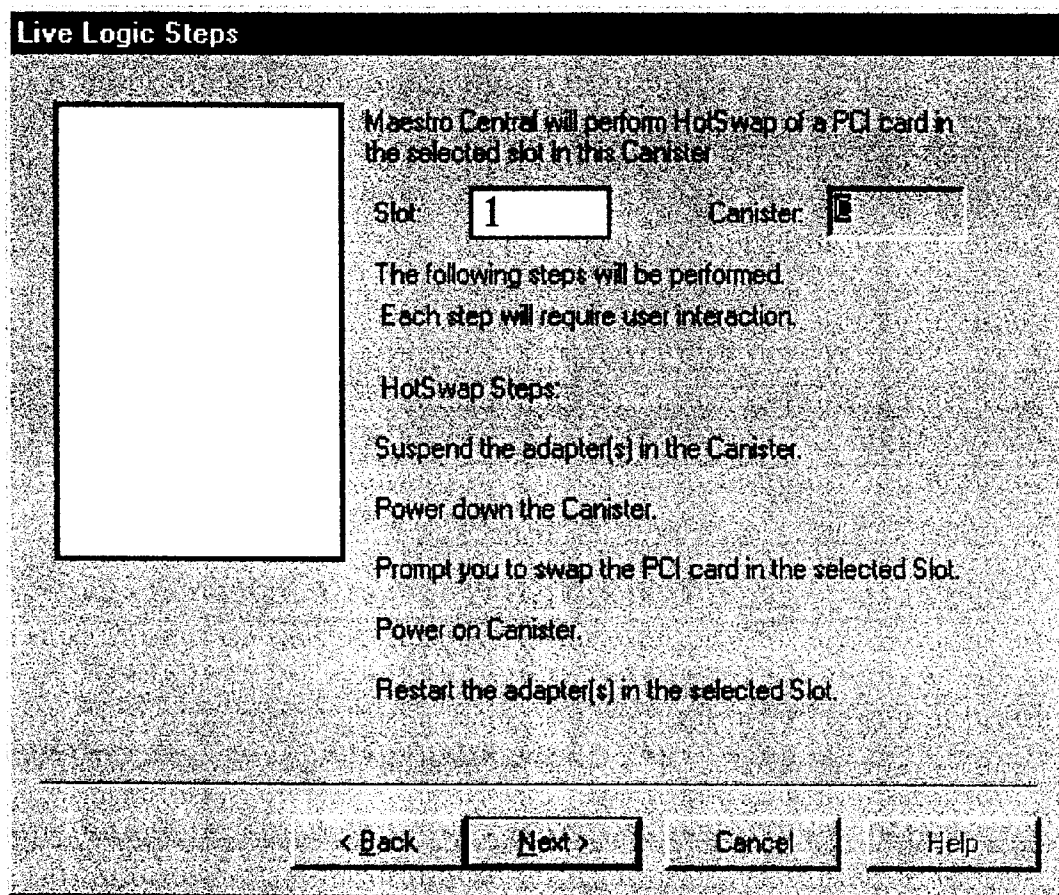 Live Logic Steps
Maestro Central will perform HotSwap of a PCI card in
the selected slot in this Canister
Slot: 1 Canister:
The following steps will be performed.
Each step will require user interaction.
HotSwap Steps:
Suspend the adapter(s) in the Canister.
Power down the Canister.
Prompt you to swap the PCI card in the selected Slot.
Power on Canister.
Restart the adapter(s) in the selected Slot.
< Back Next > Cancel Help